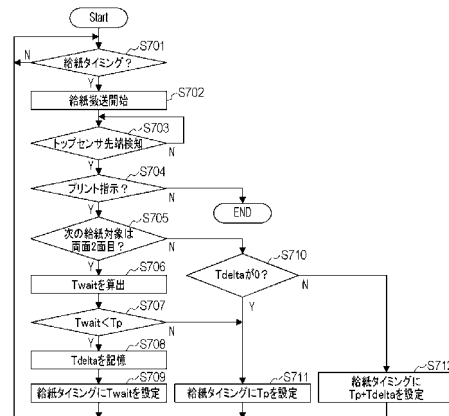 Start
S701
給紙タイミング?
N
Y
S702
給紙搬送開始
S703
トップセンサ先端検知
N
Y
S704
プリント指示?
N
Y
END
S705
次の給紙対象は
両面2面目?
N
Y
S706
Twaitを算出
S710
Tdeltaが0?
N
Y
S707
Twait<Tp
N
Y
S708
Tdeltaを記憶
S709
給紙タイミングにTwaitを設定
S711
給紙タイミングにTpを設定
S712
給紙タイミングに
Tp+Tdeltaを設定